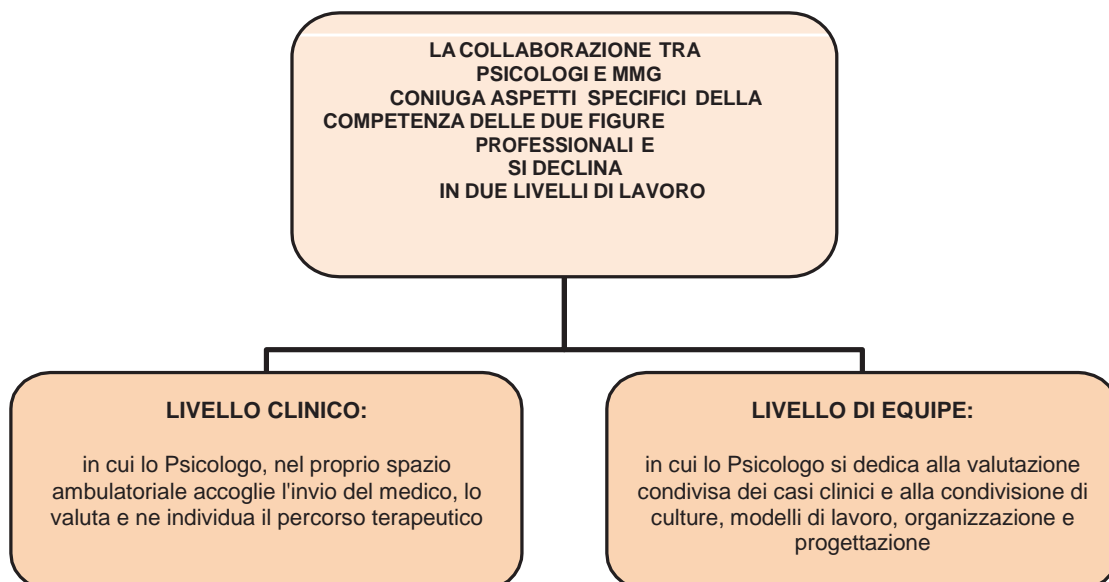 LA COLLABORAZIONE TRA
PSICOLOGI E MMG
CONIUGA ASPETTI SPECIFICI DELLA
COMPETENZA DELLE DUE FIGURE
PROFESSIONALI E
SI DECLINA
IN DUE LIVELLI DI LAVORO
LIVELLO CLINICO:
in cui lo Psicologo, nel proprio spazio
ambulatoriale accoglie l'invio del medico, lo
valuta e ne individua il percorso terapeutico
LIVELLO DI EQUIPE:
in cui lo Psicologo si dedica alla valutazione
condivisa dei casi clinici e alla condivisione di
culture, modelli di lavoro, organizzazione e
progettazione